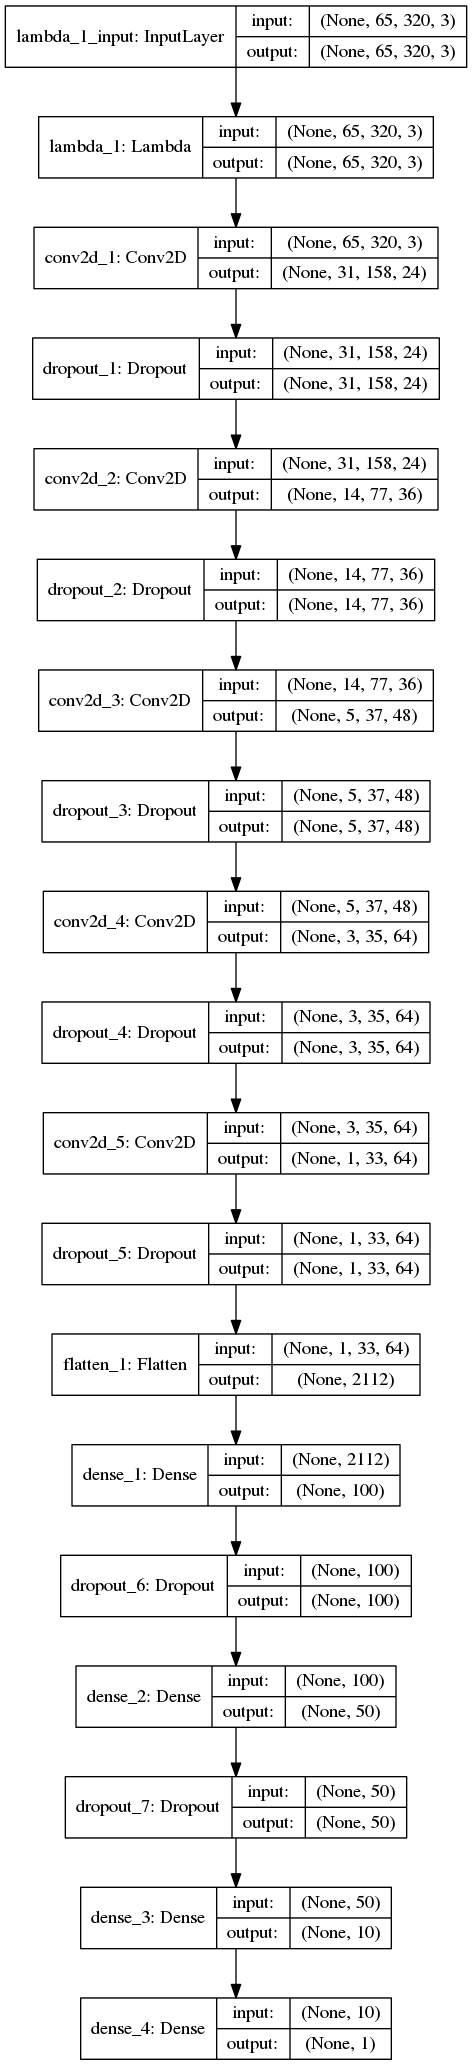 lambda_1_input: InputLayer
input: (None, 65, 320, 3)
output: (None, 65, 320, 3)
lambda_1: Lambda
input: (None, 65, 320, 3)
output: (None, 65, 320, 3)
conv2d_1: Conv2D
input: (None, 65, 320, 3)
output: (None, 31, 158, 24)
dropout_1: Dropout
input: (None, 31, 158, 24)
output: (None, 31, 158, 24)
conv2d_2: Conv2D
input: (None, 31, 158, 24)
output: (None, 14, 77, 36)
dropout_2: Dropout
input: (None, 14, 77, 36)
output: (None, 14, 77, 36)
conv2d_3: Conv2D
input: (None, 14, 77, 36)
output: (None, 5, 37, 48)
dropout_3: Dropout
input: (None, 5, 37, 48)
output: (None, 5, 37, 48)
conv2d_4: Conv2D
input: (None, 5, 37, 48)
output: (None, 3, 35, 64)
dropout_4: Dropout
input: (None, 3, 35, 64)
output: (None, 3, 35, 64)
conv2d_5: Conv2D
input: (None, 3, 35, 64)
output: (None, 1, 33, 64)
dropout_5: Dropout
input: (None, 1, 33, 64)
output: (None, 1, 33, 64)
flatten_1: Flatten
input: (None, 1, 33, 64)
output: (None, 2112)
dense_1: Dense
input: (None, 2112)
output: (None, 100)
dropout_6: Dropout
input: (None, 100)
output: (None, 100)
dense_2: Dense
input: (None, 100)
output: (None, 50)
dropout_7: Dropout
input: (None, 50)
output: (None, 50)
dense_3: Dense
input: (None, 50)
output: (None, 10)
dense_4: Dense
input: (None, 10)
output: (None, 1)